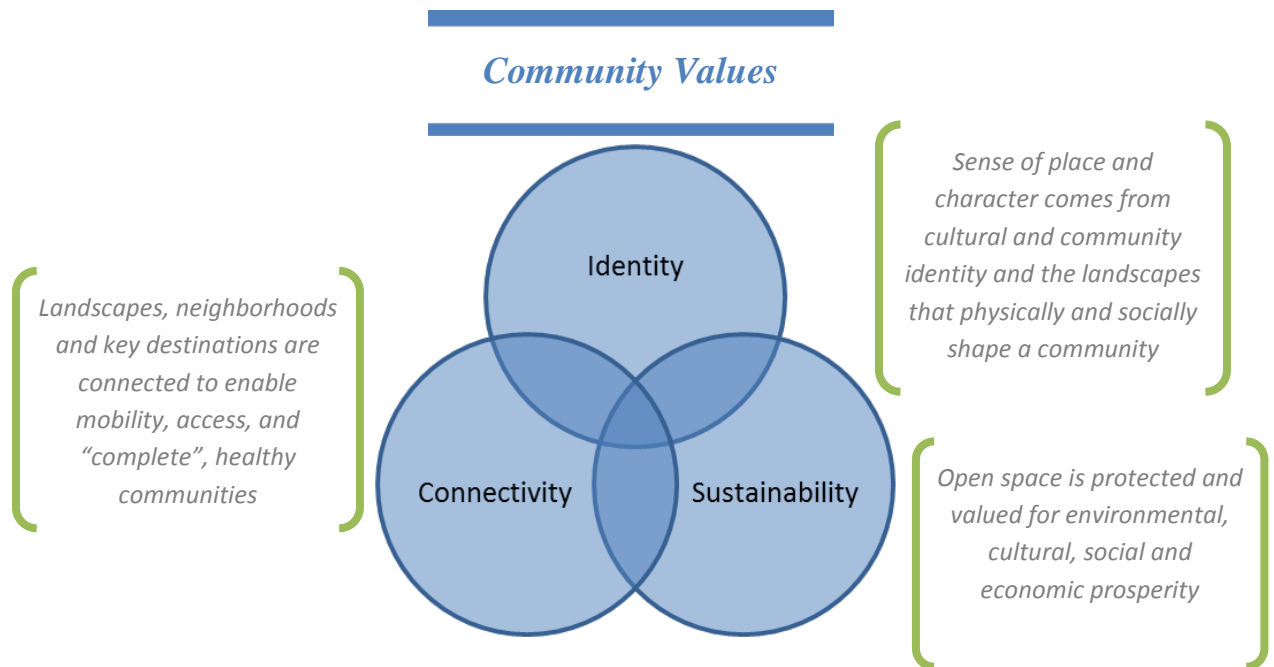 Community Values
Identity
Sense of place and
character comes from
cultural and community
identity and the landscapes
that physically and socially
shape a community
Landscapes, neighborhoods
and key destinations are
connected to enable
mobility, access, and
“complete”, healthy
communities
Connectivity
Sustainability
Open space is protected and
valued for environmental,
cultural, social and
economic prosperity